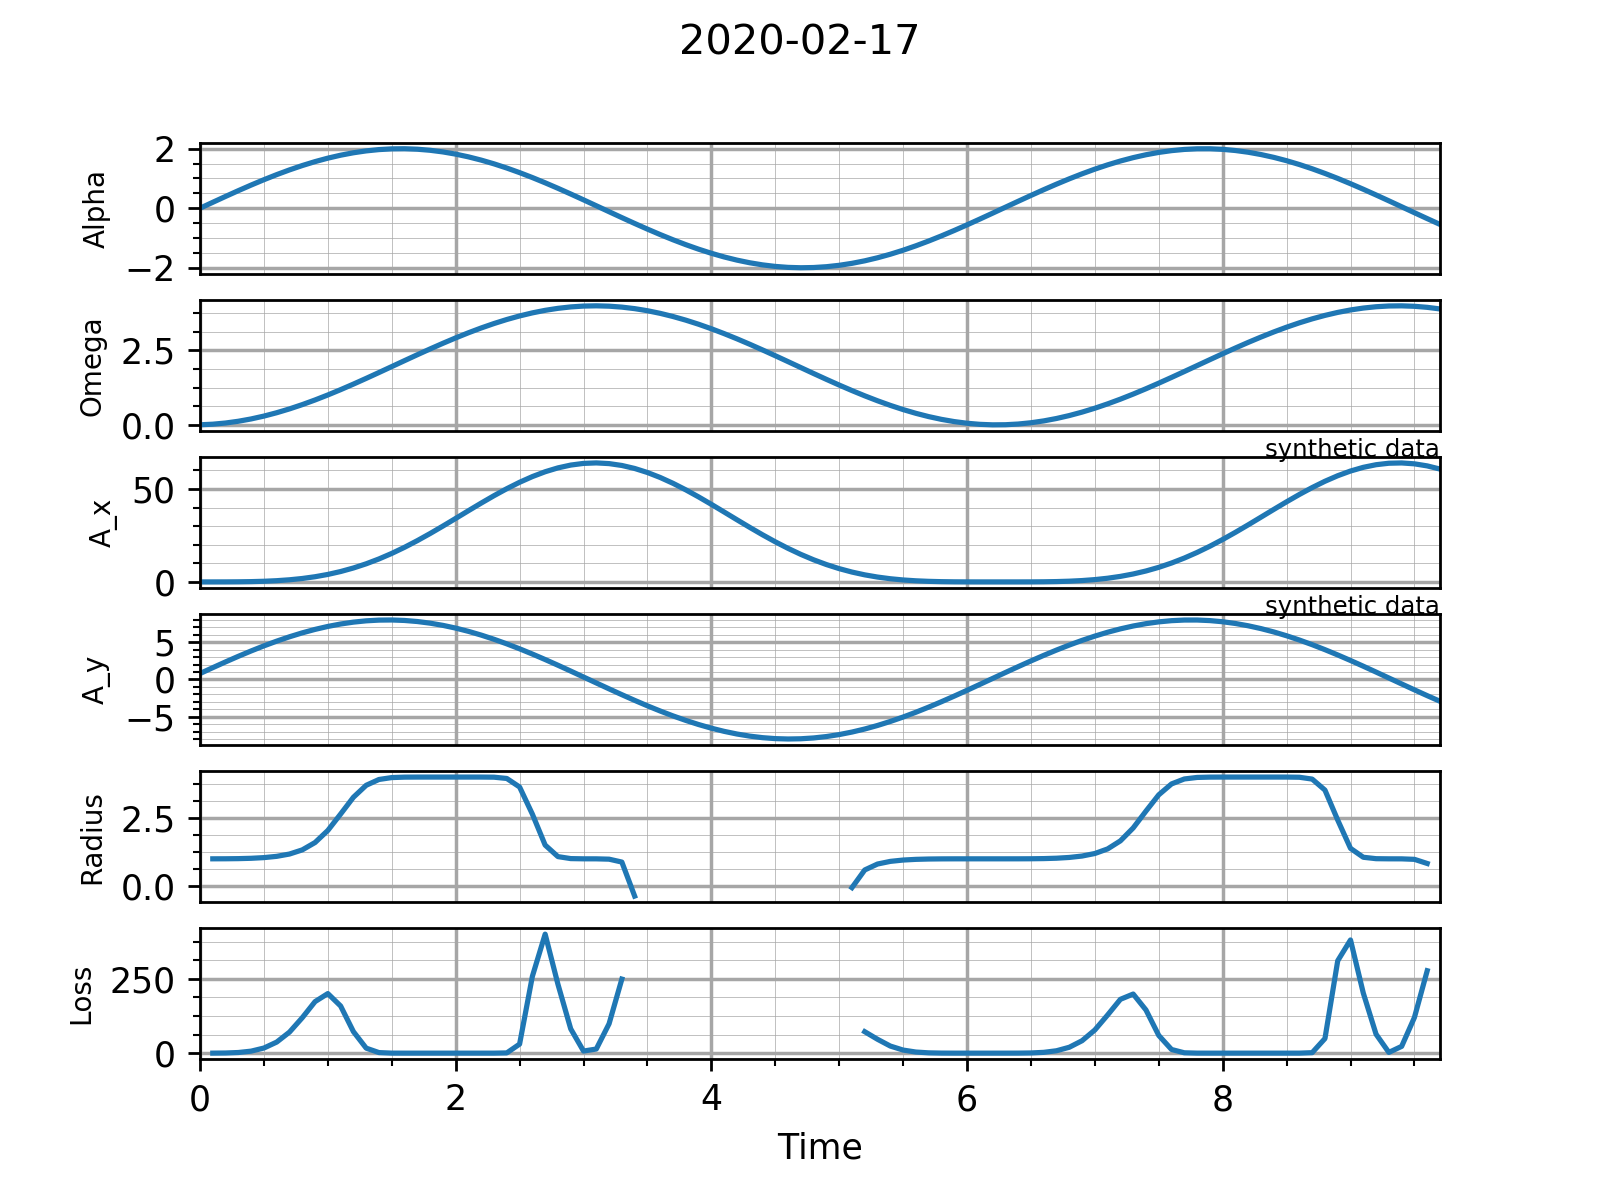 2020-02-17
Alpha
2
0
−2
Omega
2.5
0.0
synthetic data
A_x
50
0
synthetic data
A_y
5
0
−5
Radius
2.5
0.0
Loss
250
0
0 2 4 6 8
Time